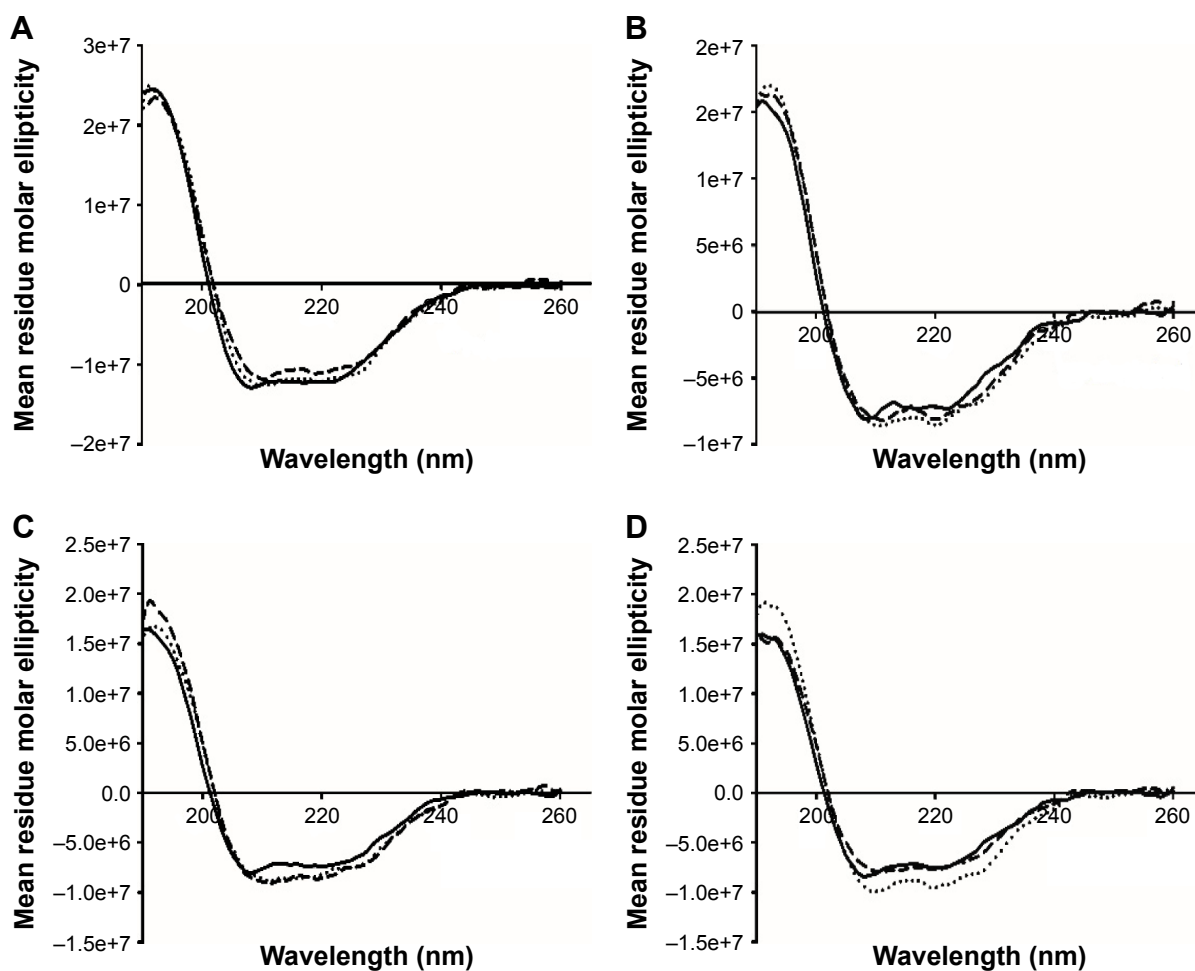 A
Mean residue molar ellipticity
3e+7
2e+7
1e+7
0
–1e+7
–2e+7
200
220
240
260
Wavelength (nm)
B
Mean residue molar ellipticity
2e+7
2e+7
1e+7
5e+6
0
–5e+6
–1e+7
200
220
240
260
Wavelength (nm)
C
Mean residue molar ellipticity
2.5e+7
2.0e+7
1.5e+7
1.0e+7
5.0e+6
0.0
–5.0e+6
–1.0e+7
–1.5e+7
200
220
240
260
Wavelength (nm)
D
Mean residue molar ellipticity
2.5e+7
2.0e+7
1.5e+7
1.0e+7
5.0e+6
0.0
–5.0e+6
–1.0e+7
–1.5e+7
200
220
240
260
Wavelength (nm)